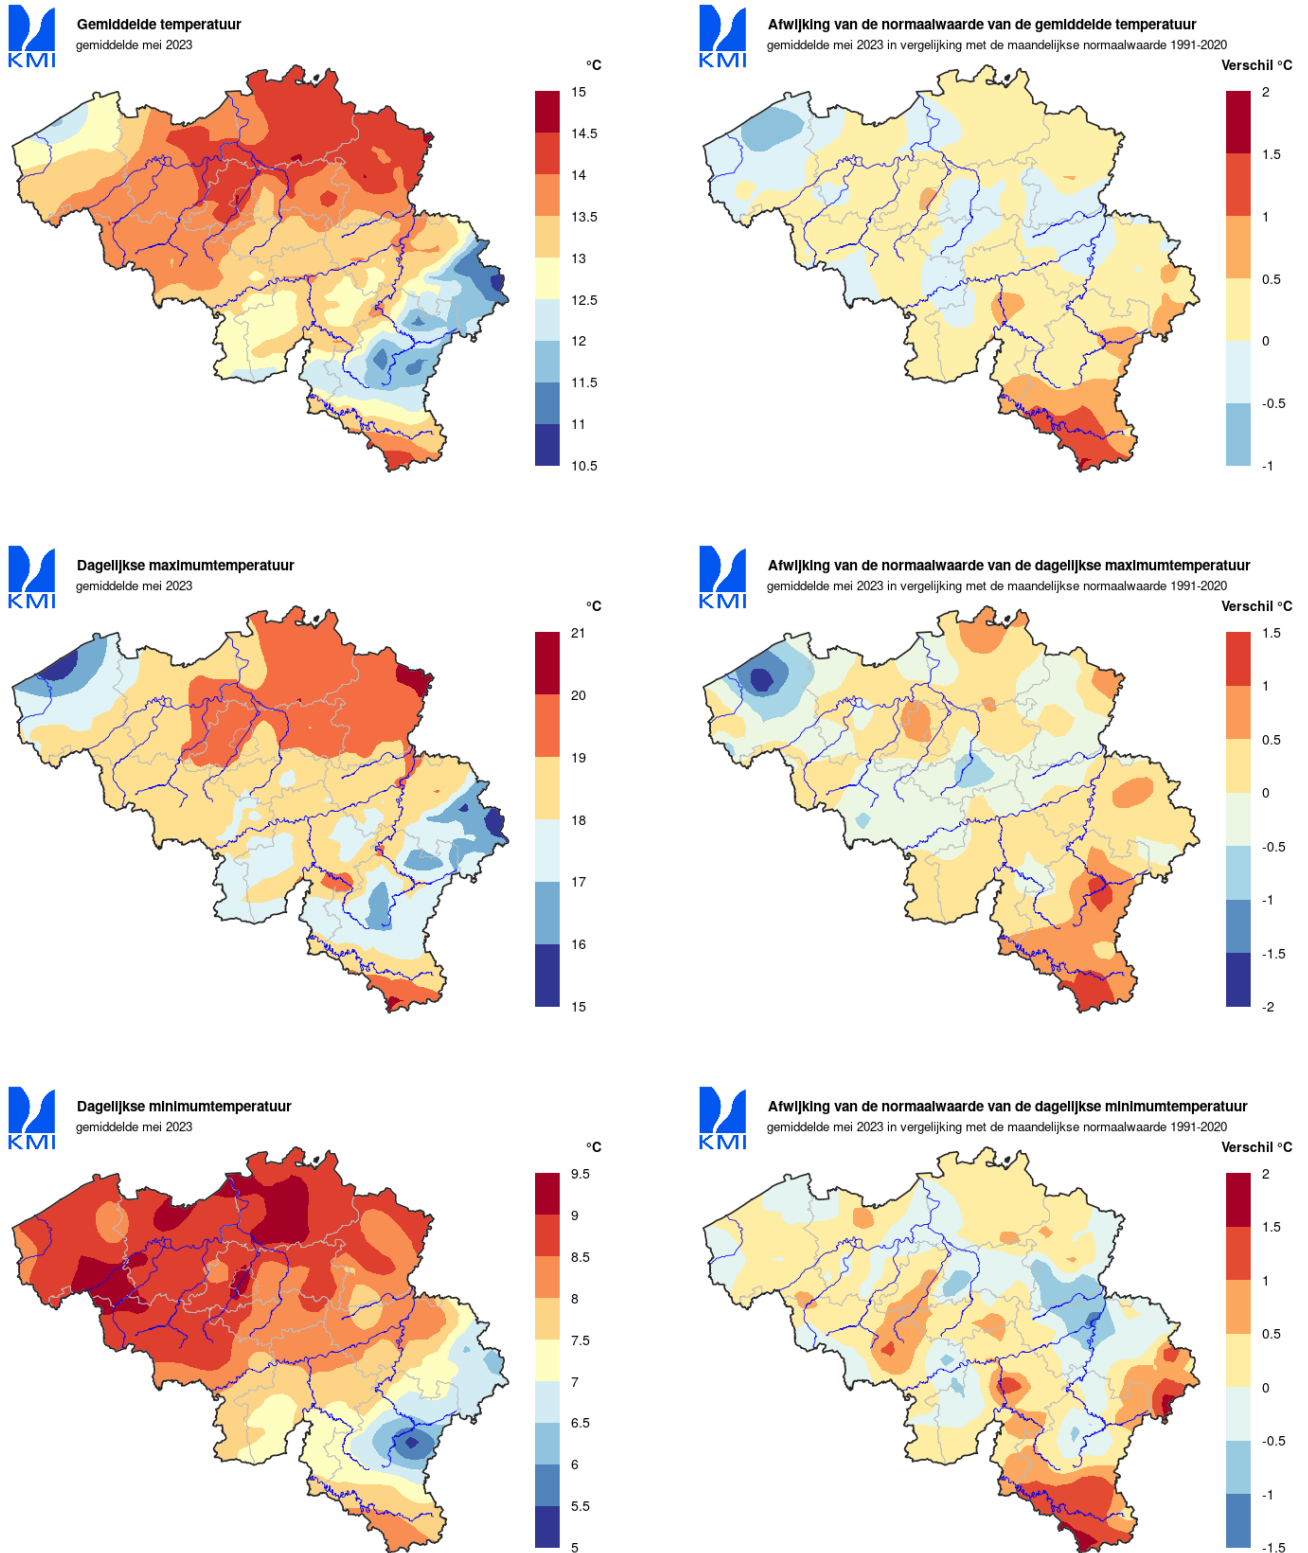 KMI
Gemiddelde temperatuur
gemiddelde mei 2023
°C
15
14.5
14
13.5
13
12.5
12
11.5
11
10.5
KMI
Afwijking van de normaalwaarde van de gemiddelde temperatuur
gemiddelde mei 2023 in vergelijking met de maandelijkse normaalwaarde 1991-2020
Verschil °C
2
1.5
1
0.5
0
-0.5
-1
KMI
Dagelijkse maximumtemperatuur
gemiddelde mei 2023
°C
21
20
19
18
17
16
15
KMI
Afwijking van de normaalwaarde van de dagelijkse maximumtemperatuur
gemiddelde mei 2023 in vergelijking met de maandelijkse normaalwaarde 1991-2020
Verschil °C
1.5
1
0.5
0
-0.5
-1
-1.5
-2
KMI
Dagelijkse minimumtemperatuur
gemiddelde mei 2023
°C
9.5
9
8.5
8
7.5
7
6.5
6
5.5
5
KMI
Afwijking van de normaalwaarde van de dagelijkse minimumtemperatuur
gemiddelde mei 2023 in vergelijking met de maandelijkse normaalwaarde 1991-2020
Verschil °C
2
1.5
1
0.5
0
-0.5
-1
-1.5